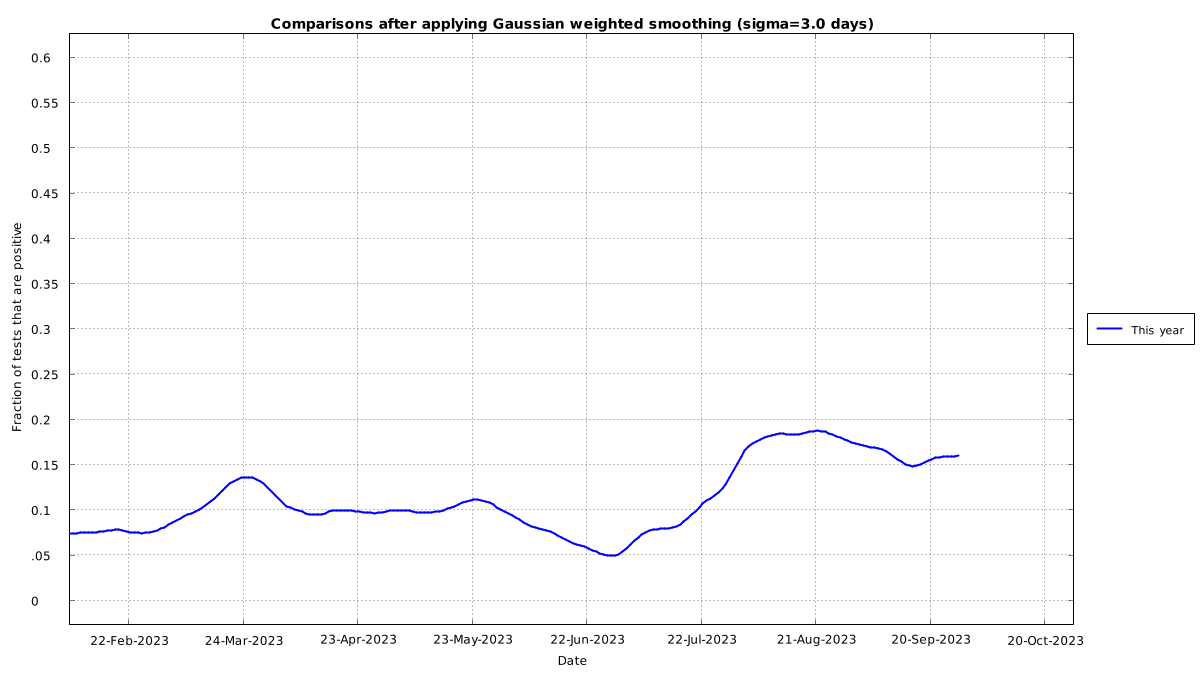 Comparisons after applying Gaussian weighted smoothing (sigma=3.0 days)
0.6
0.55
0.5
0.45
0.4
0.35
0.3
0.25
0.2
0.15
0.1
.05
0
Fraction of tests that are positive
This year
22-Feb-2023 24-Mar-2023 23-Apr-2023 23-May-2023 22-Jun-2023 22-Jul-2023 21-Aug-2023 20-Sep-2023 20-Oct-2023
Date